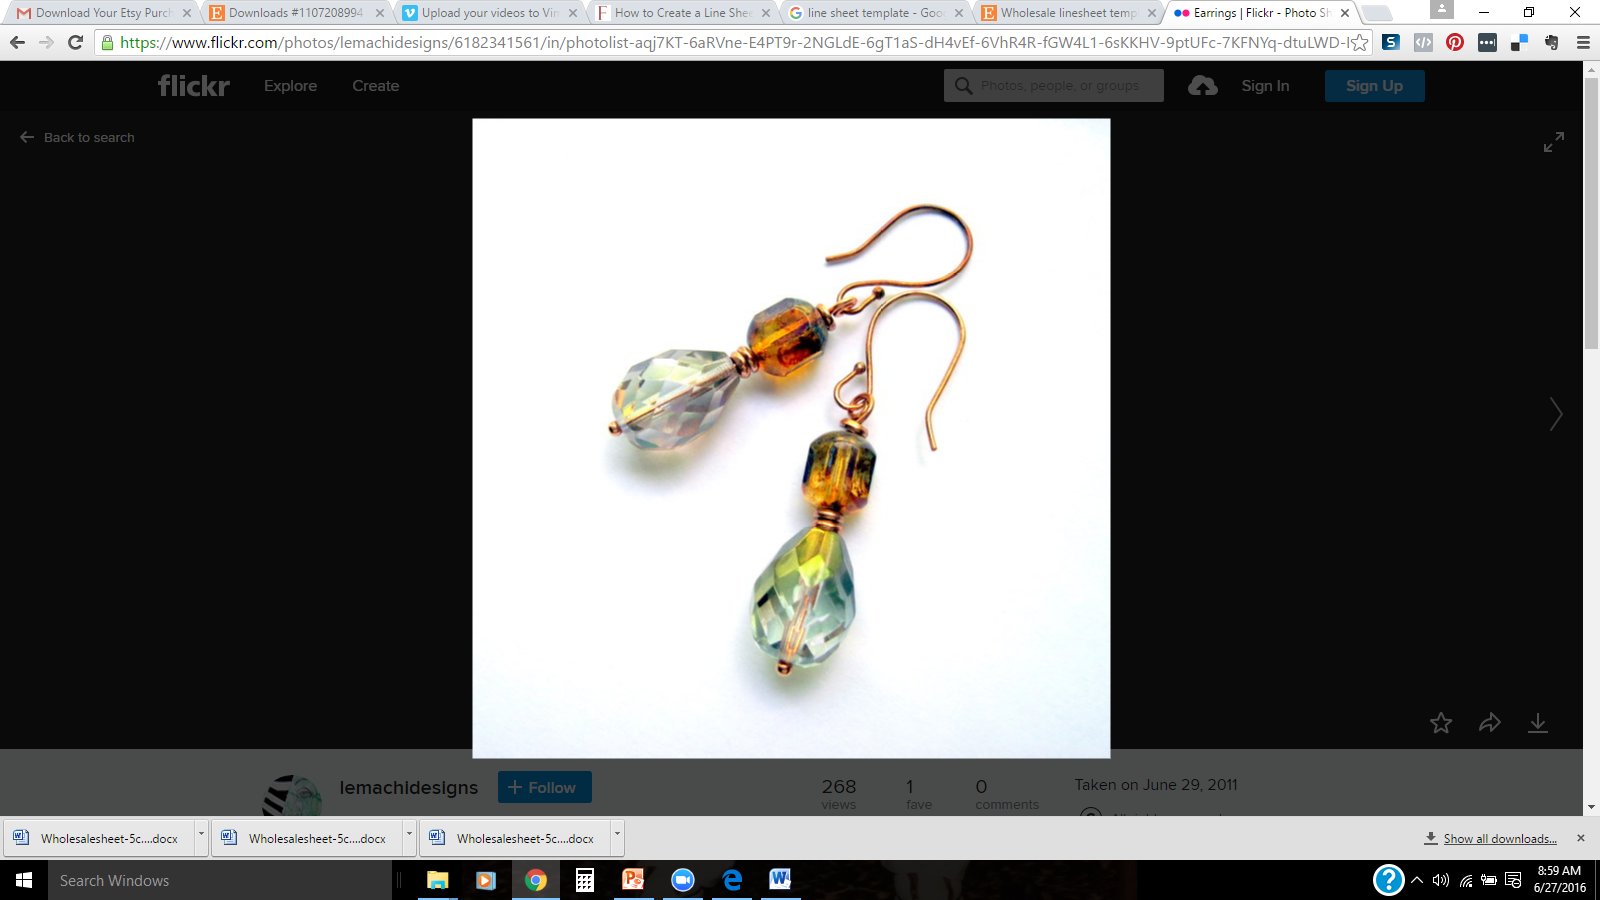 Download Your Etsy Purch
Downloads #1107208994
Upload your videos to Vim
How to Create a Line Shee
line sheet template - Goo
Wholesale linesheet temp
Earrings | Flickr - Photo Sh
https://www.flickr.com/photos/lemachidesigns/6182341561/in/photolist-aqj7KT-6aRVne-E4PT9r-2NGLdE-6gT1aS-dH4vEf-6VhR4R-fGW4L1-6sKKHV-9ptUFc-7KFNYq-dtuLWD-
flickr
Explore
Create
Photos, people, or groups
Sign In
Sign Up
Back to search
lemachidesigns
+ Follow
268
views
1
fave
0
comments
Taken on June 29, 2011
Wholesalesheet-5c....docx
Wholesalesheet-5c....docx
Wholesalesheet-5c....docx
Show all downloads...
Search Windows
8:59 AM
6/27/2016